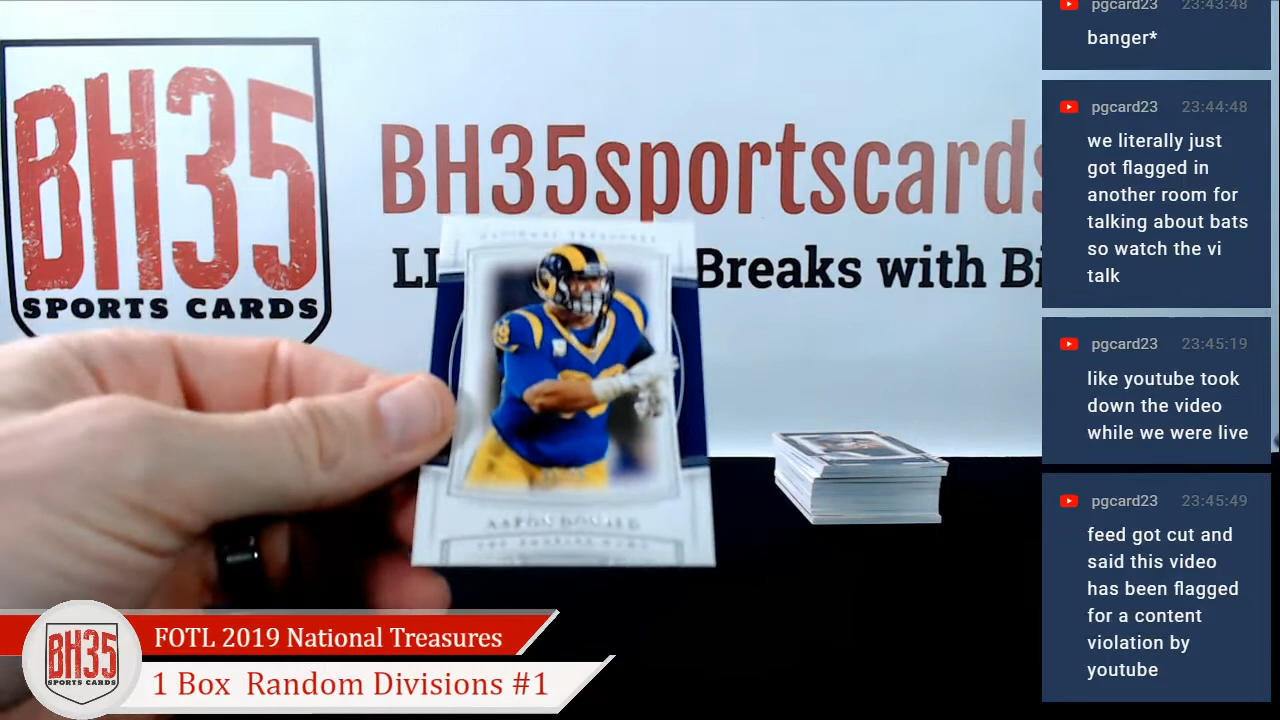 BH35
SPORTS CARDS
BH35sportscards
LI
Breaks with Bi
NATIONAL TREASURES
AARON DONALD
FOTL 2019 National Treasures
1 Box Random Divisions #1
BH35
SPORTS CARDS
pgcard23 23:43:48
banger*
pgcard23 23:44:48
we literally just
got flagged in
another room for
talking about bats
so watch the vi
talk
pgcard23 23:45:19
like youtube took
down the video
while we were live
pgcard23 23:45:49
feed got cut and
said this video
has been flagged
for a content
violation by
youtube